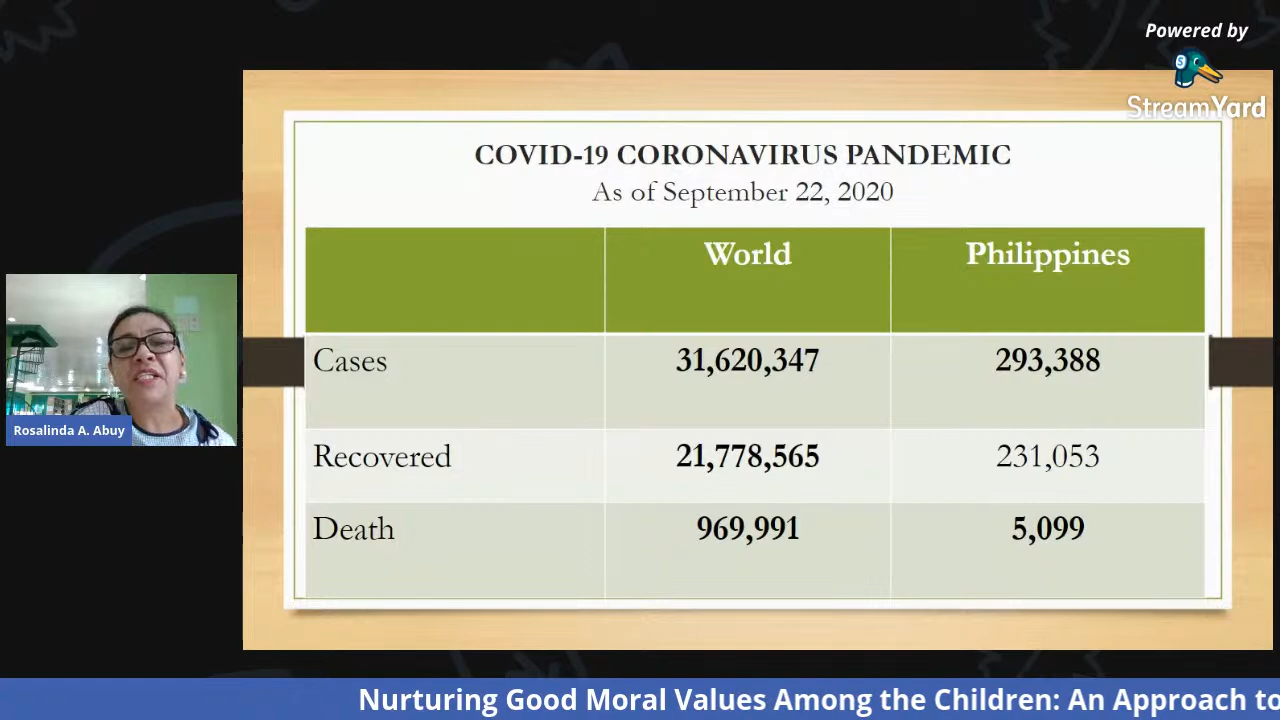 Powered by
StreamYard
COVID-19 CORONAVIRUS PANDEMIC
As of September 22, 2020
World Philippines
Cases 31,620,347 293,388
Recovered 21,778,565 231,053
Death 969,991 5,099
Rosalinda A. Abuy
Nurturing Good Moral Values Among the Children: An Approach to